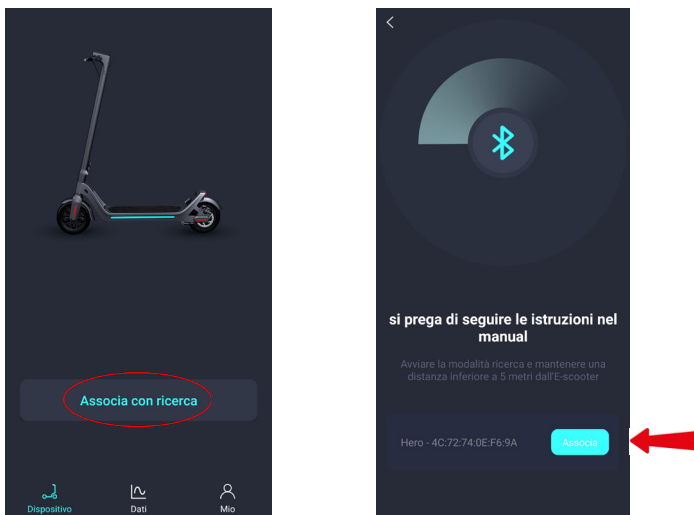 Associa con ricerca
Dispositivo
Dati
Mio
si prega di seguire le istruzioni nel
manual
Avviare la modalità ricerca e mantenere una
distanza inferiore a 5 metri dall'E-scooter
Hero - 4C:72:74:0E:F6:9A
Associa